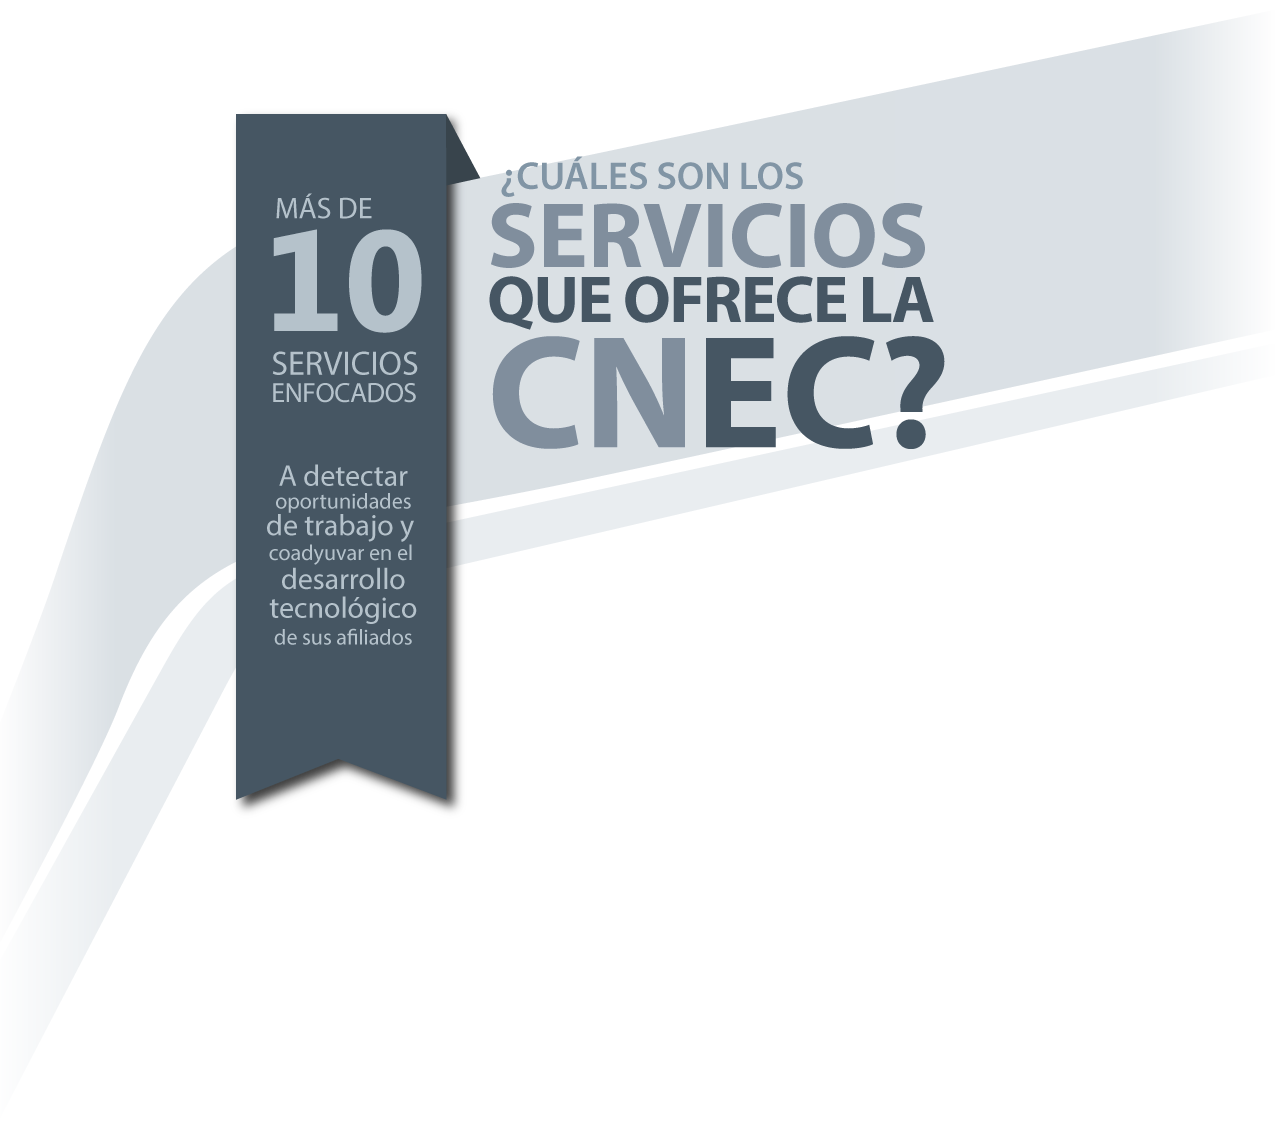 MÁS DE
10
SERVICIOS
ENFOCADOS
A detectar
oportunidades
de trabajo y
coadyuvar en el
desarrollo
tecnológico
de sus afiliados
¿CUÁLES SON LOS
SERVICIOS
QUE OFRECE LA
CNEC?